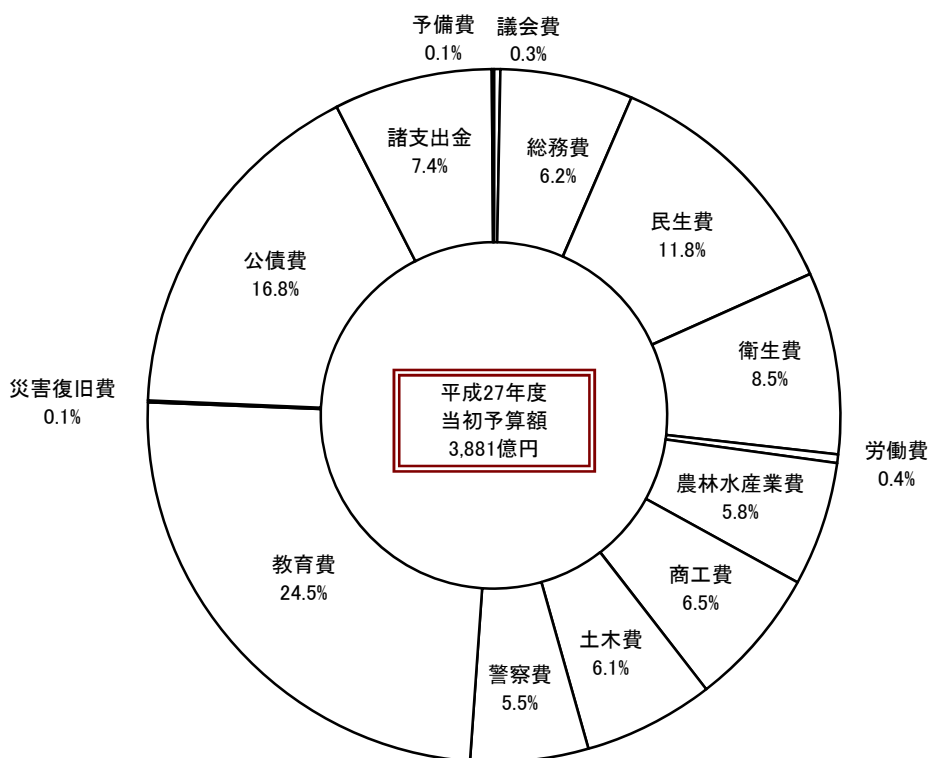 予備費
0.1%
議会費
0.3%
総務費
6.2%
民生費
11.8%
衛生費
8.5%
労働費
0.4%
農林水産業費
5.8%
商工費
6.5%
土木費
6.1%
警察費
5.5%
教育費
24.5%
災害復旧費
0.1%
公債費
16.8%
諸支出金
7.4%
平成27年度
当初予算額
3,881億円